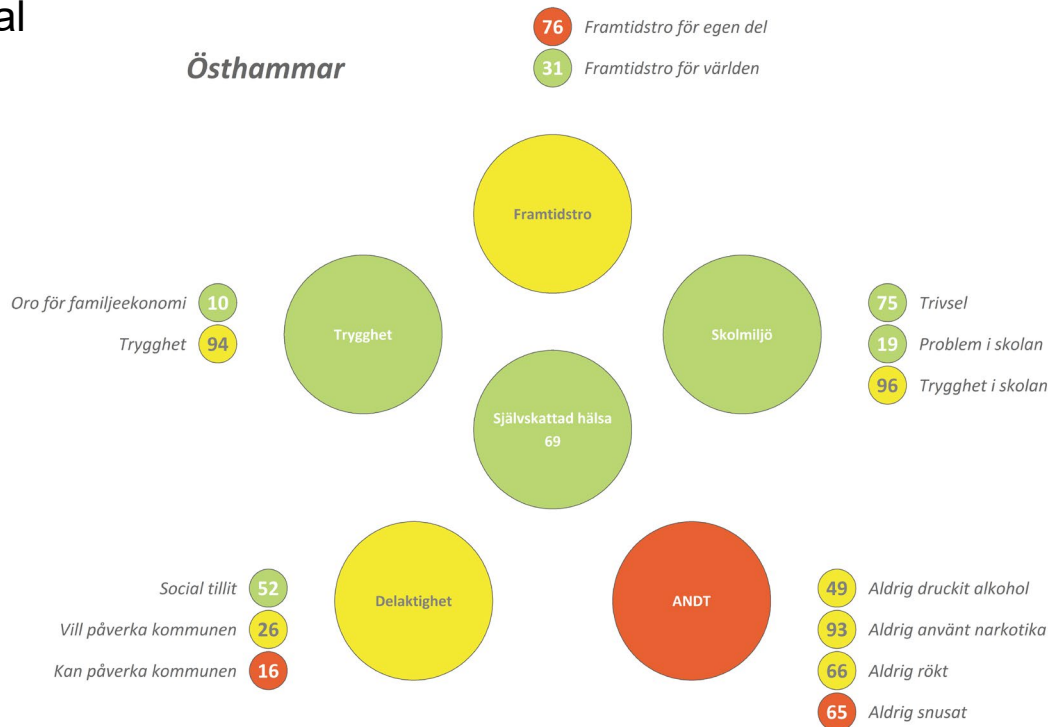 al
Östhammar
76 Framtidstro för egen del
31 Framtidstro för världen
Framtidstro
Oro för familjeekonomi 10
Trygghet 94
Trygghet
Skolmiljö
75 Trivsel
19 Problem i skolan
96 Trygghet i skolan
Självskattad hälsa
69
Social tillit 52
Vill påverka kommunen 26
Kan påverka kommunen 16
Delaktighet
ANDT
49 Aldrig druckit alkohol
93 Aldrig använt narkotika
66 Aldrig rökt
65 Aldrig snusat